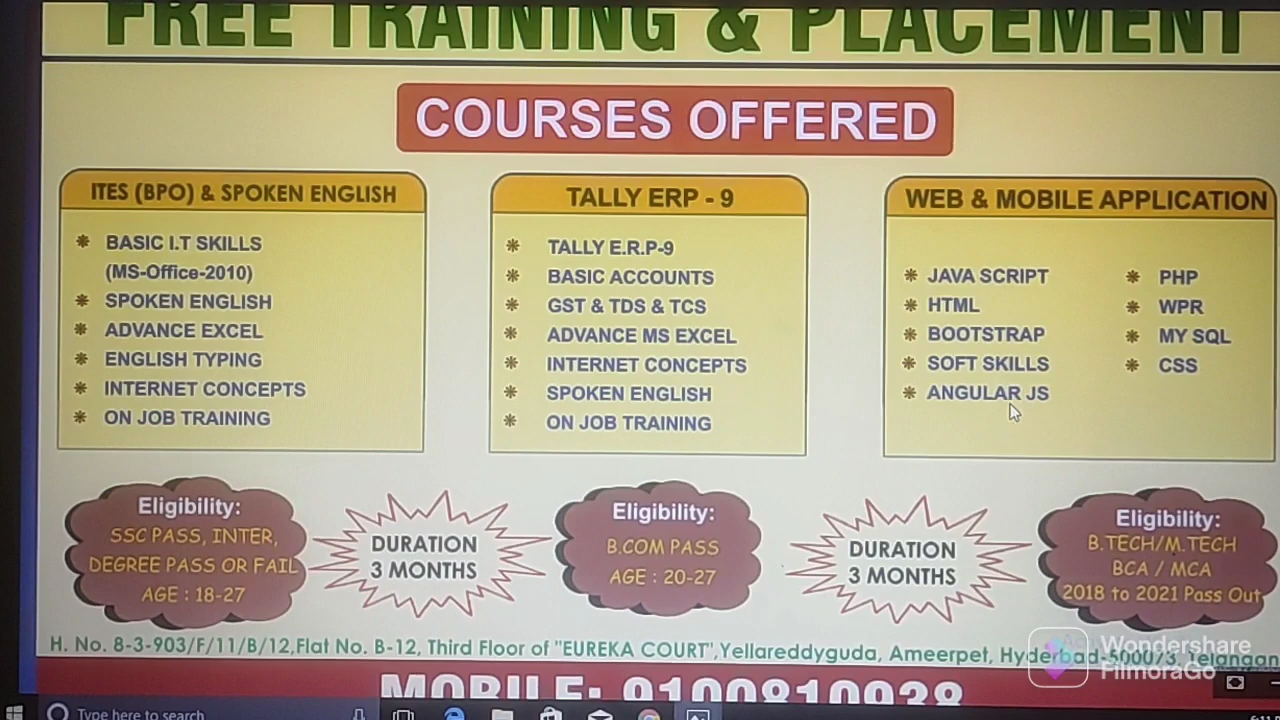 FREE TRAINING & PLACEMENT
COURSES OFFERED
ITES (BPO) & SPOKEN ENGLISH
BASIC I.T SKILLS
(MS-Office-2010)
SPOKEN ENGLISH
ADVANCE EXCEL
ENGLISH TYPING
INTERNET CONCEPTS
ON JOB TRAINING
TALLY ERP - 9
TALLY E.R.P-9
BASIC ACCOUNTS
GST & TDS & TCS
ADVANCE MS EXCEL
INTERNET CONCEPTS
SPOKEN ENGLISH
ON JOB TRAINING
WEB & MOBILE APPLICATION
JAVA SCRIPT
HTML
BOOTSTRAP
SOFT SKILLS
ANGULAR JS
PHP
WPR
MY SQL
CSS
Eligibility:
SSC PASS, INTER,
DEGREE PASS OR FAIL
AGE : 18-27
DURATION
3 MONTHS
Eligibility:
B.COM PASS
AGE : 20-27
DURATION
3 MONTHS
Eligibility:
B.TECH/M.TECH
BCA / MCA
2018 to 2021 Pass Out
H. No. 8-3-903/F/11/B/12,Flat No. B-12, Third Floor of "EUREKA COURT",Yellareddyguda, Ameerpet, Hyderbad-500073, Telangan
MOBILE: 9100810938
Wondershare
FilmoraGo
Type here to search